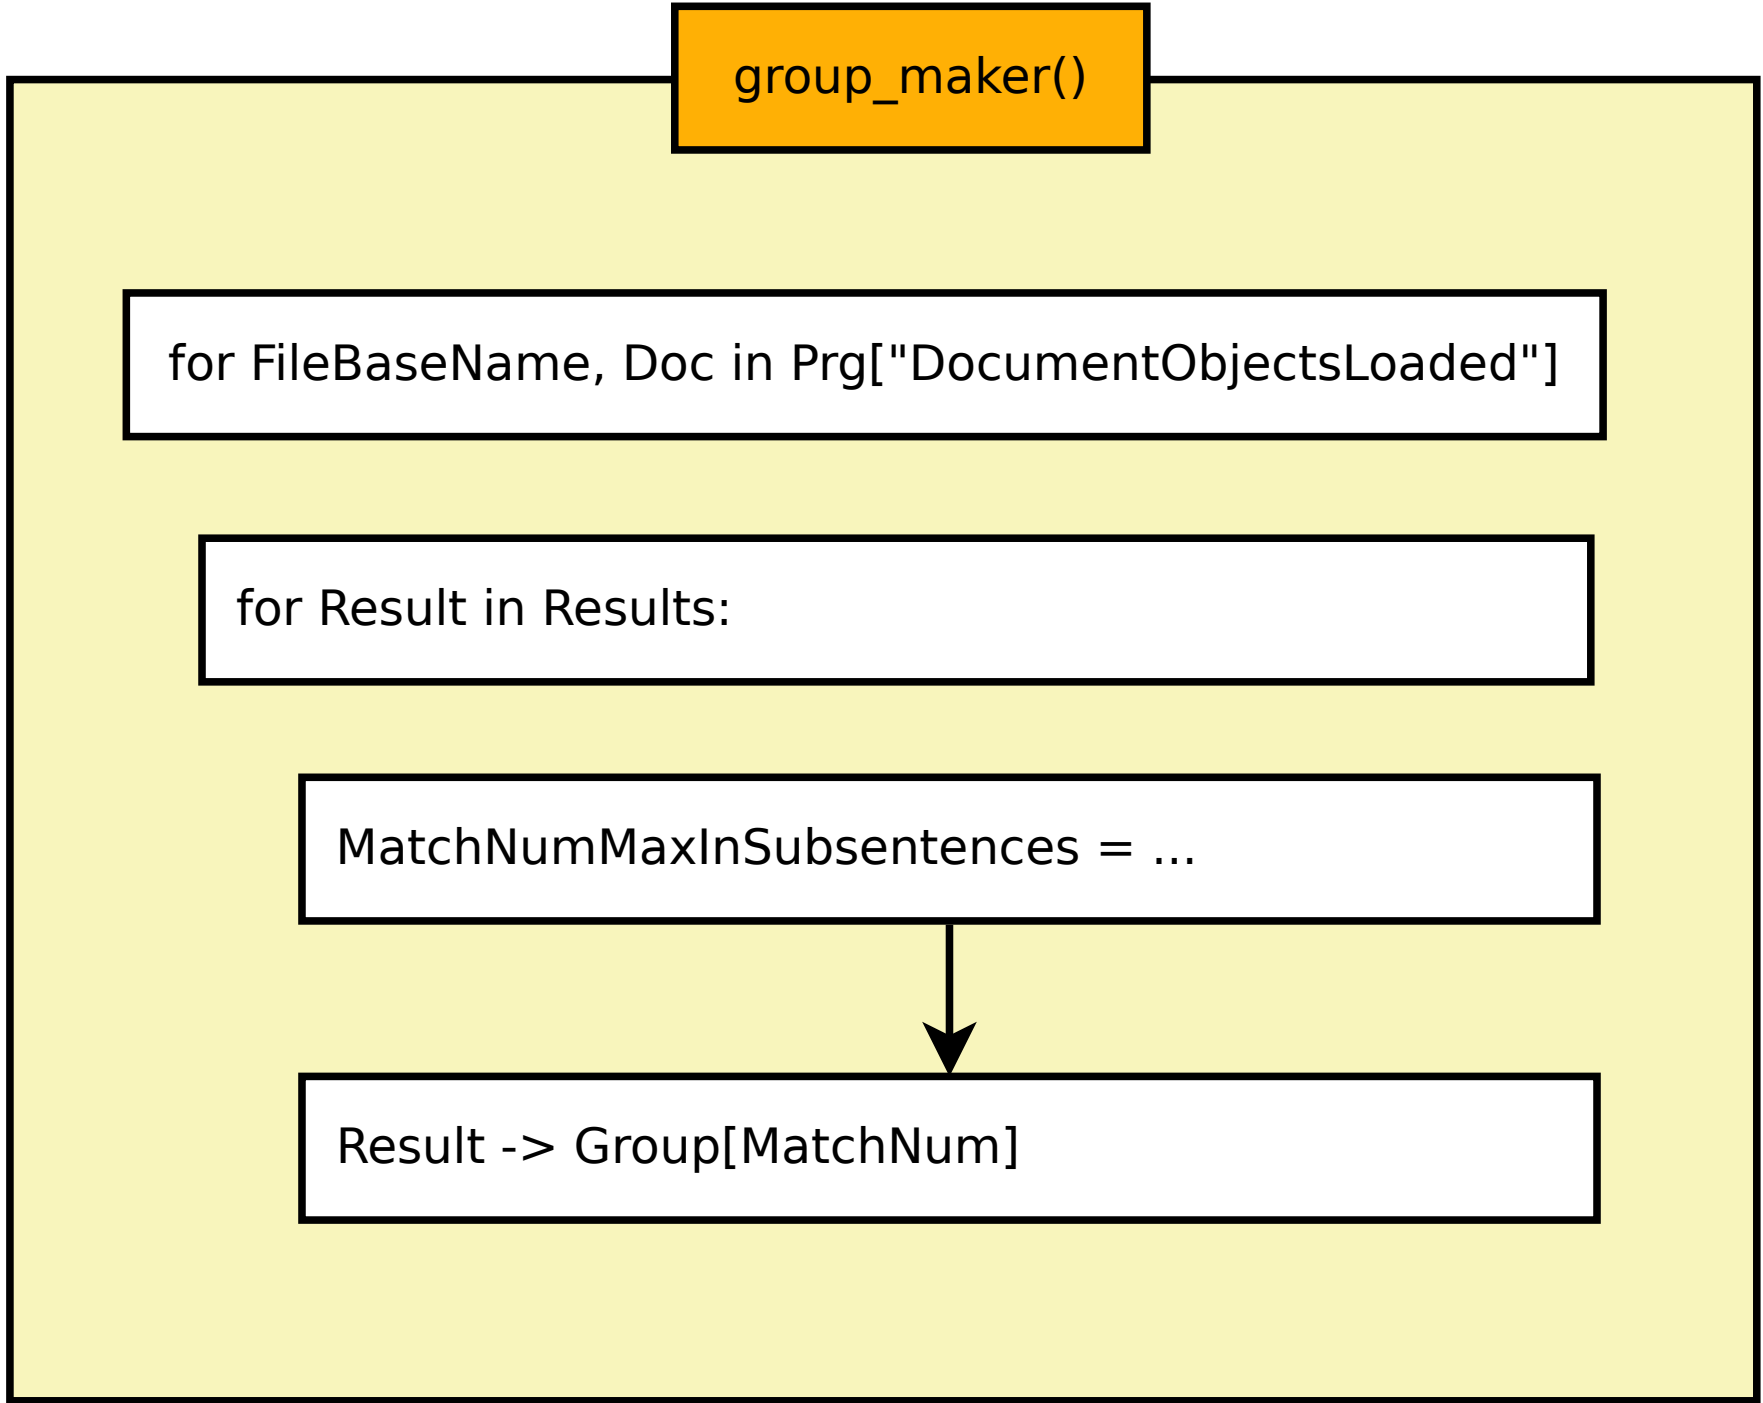 group_maker()
for FileBaseName, Doc in Prg["DocumentObjectsLoaded"]
for Result in Results:
MatchNumMaxInSubsentences = ...
Result -> Group[MatchNum]